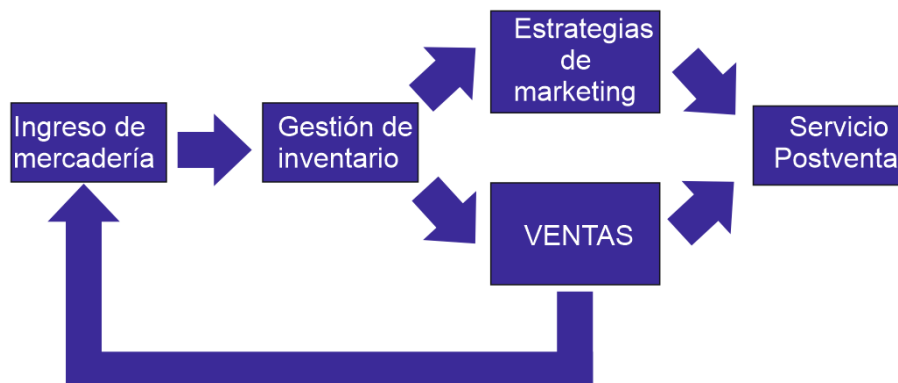 Estrategias
de
marketing
Ingreso de
mercadería
Gestión de
inventario
Servicio
Postventa
VENTAS